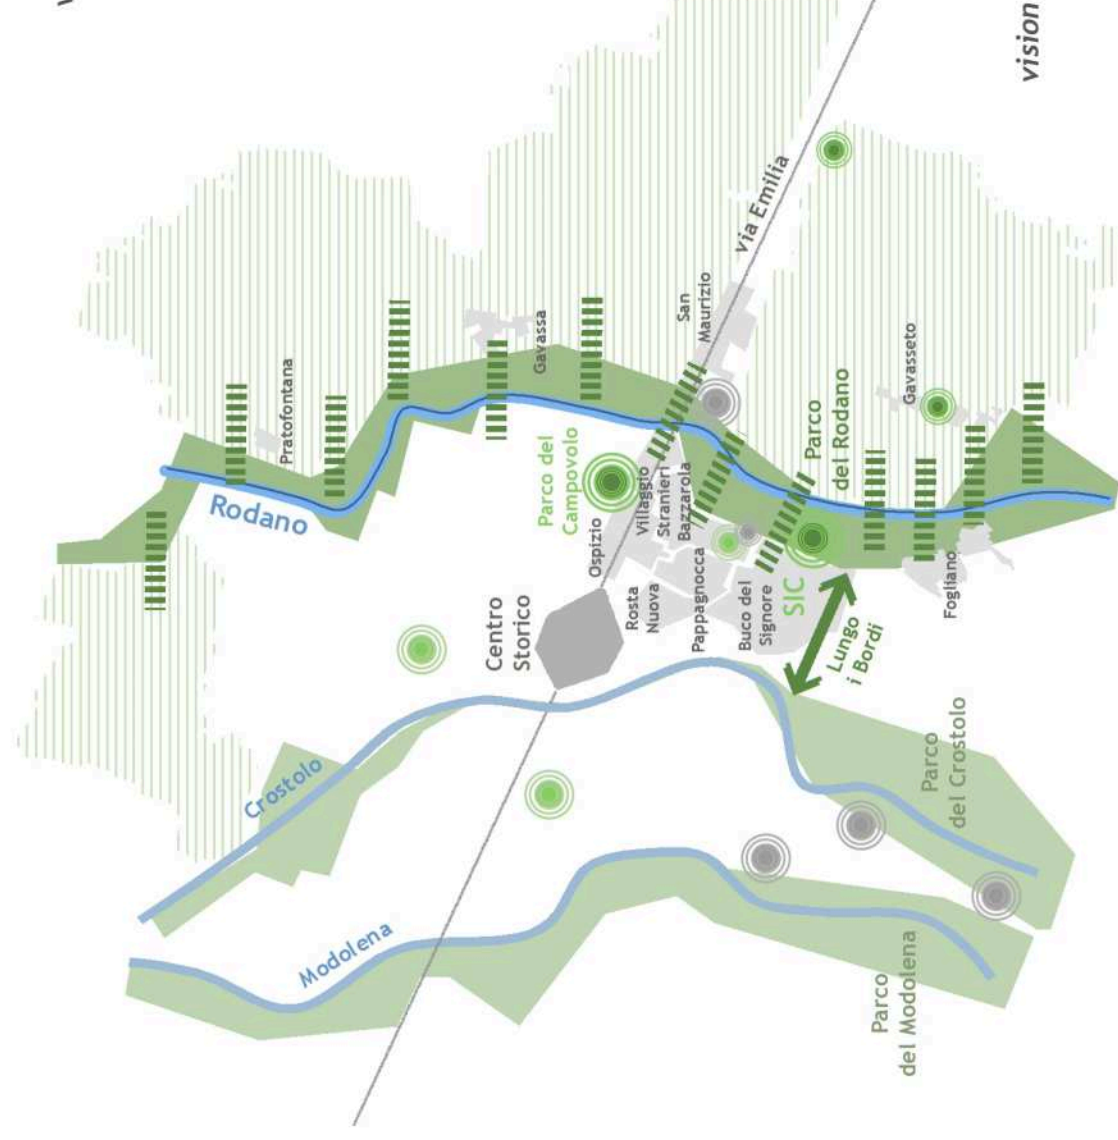 vision
via Emilia
San
Maurizio
Gavassa
Pratofontana
Gavasseto
Parco
del Rodano
Parco del
Campovolo
Rodano
Villaggio
Stranieri
Bazzarola
Ospizio
Centro
Storico
Rosta
Nuova
Pappagnocca
Buco del
Signore
SIC
Fogliano
Lungo
i Bordi
Crostolo
Parco
del Crostolo
Modolena
Parco
del Modolena